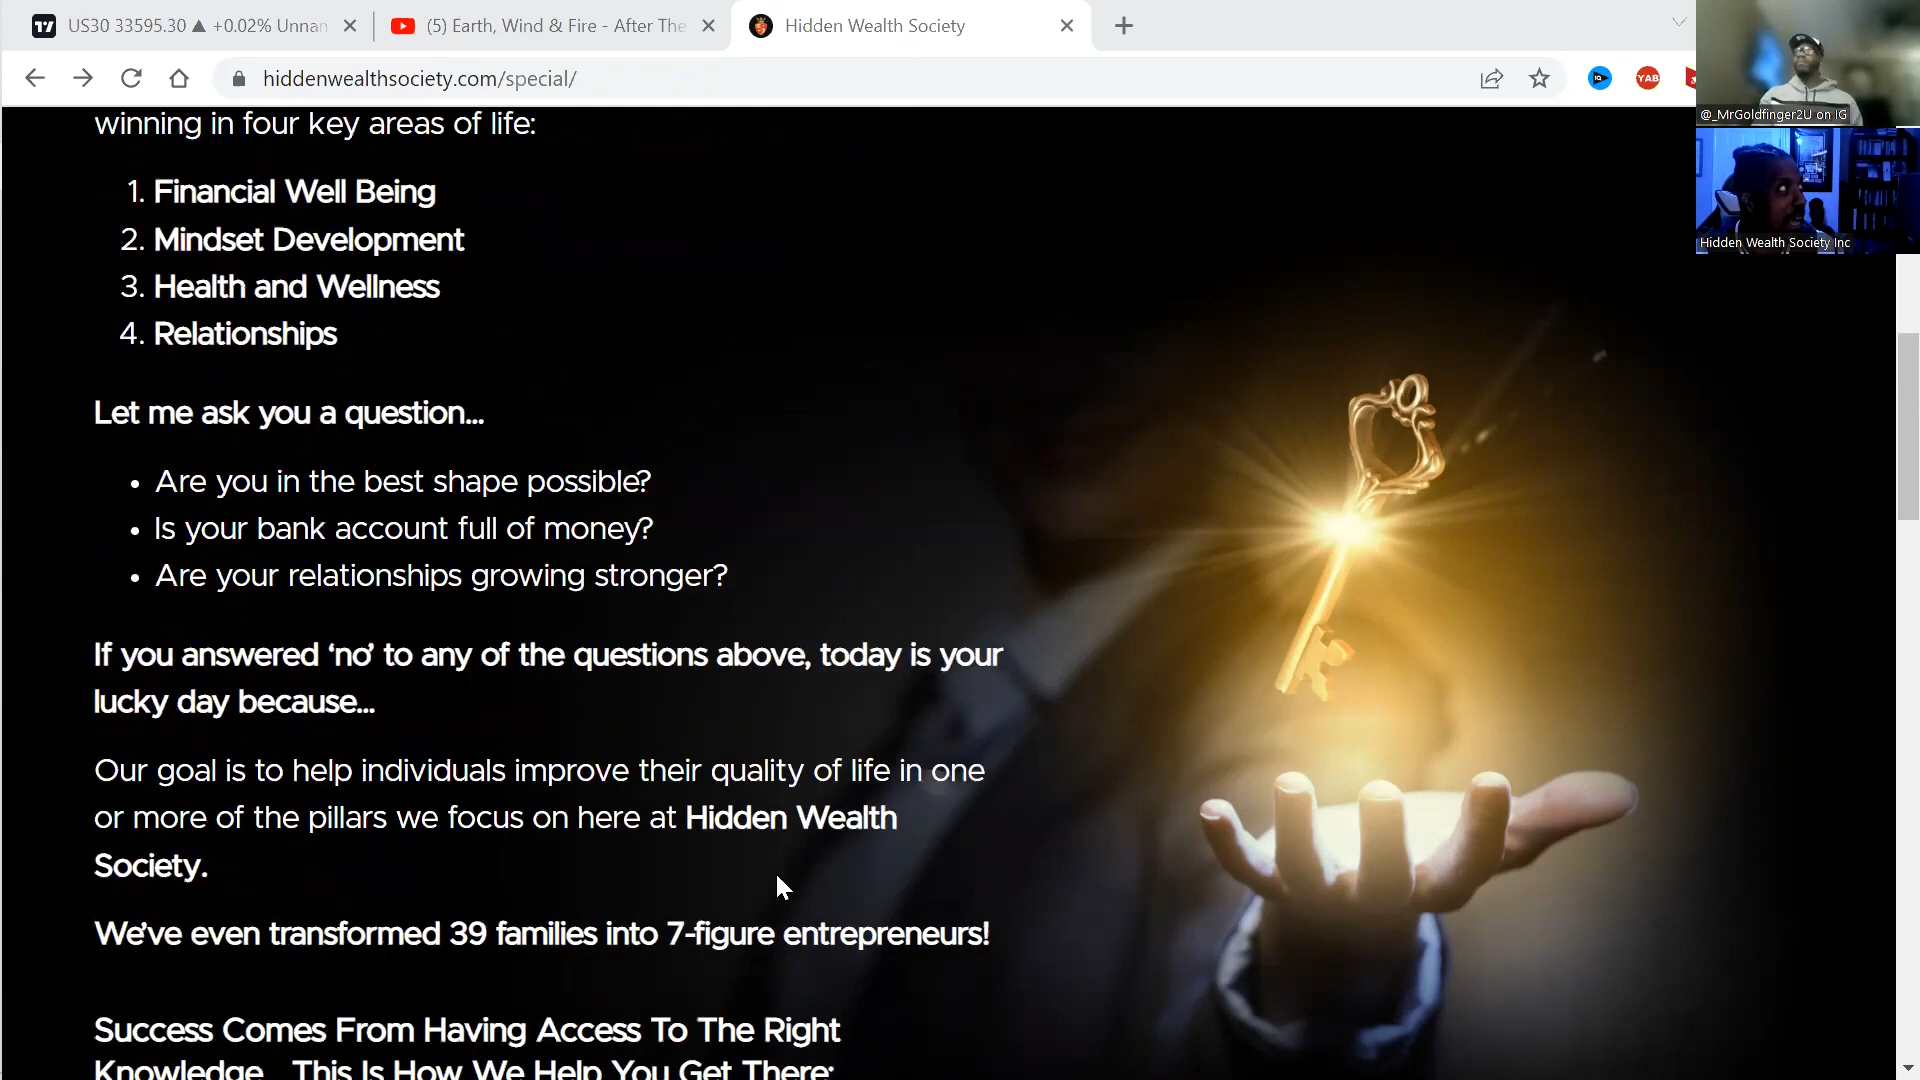 US30 33595.30 ▲ +0.02% Unnan
(5) Earth, Wind & Fire - After The
Hidden Wealth Society
hiddenwealthsociety.com/special/
YAB
@_MrGoldfinger2U on IG
Hidden Wealth Society Inc
winning in four key areas of life:
1. Financial Well Being
2. Mindset Development
3. Health and Wellness
4. Relationships
Let me ask you a question...
• Are you in the best shape possible?
• Is your bank account full of money?
• Are your relationships growing stronger?
If you answered ‘no’ to any of the questions above, today is your
lucky day because...
Our goal is to help individuals improve their quality of life in one
or more of the pillars we focus on here at Hidden Wealth
Society.
We’ve even transformed 39 families into 7-figure entrepreneurs!
Success Comes From Having Access To The Right
Knowledge... This Is How We Help You Get There: